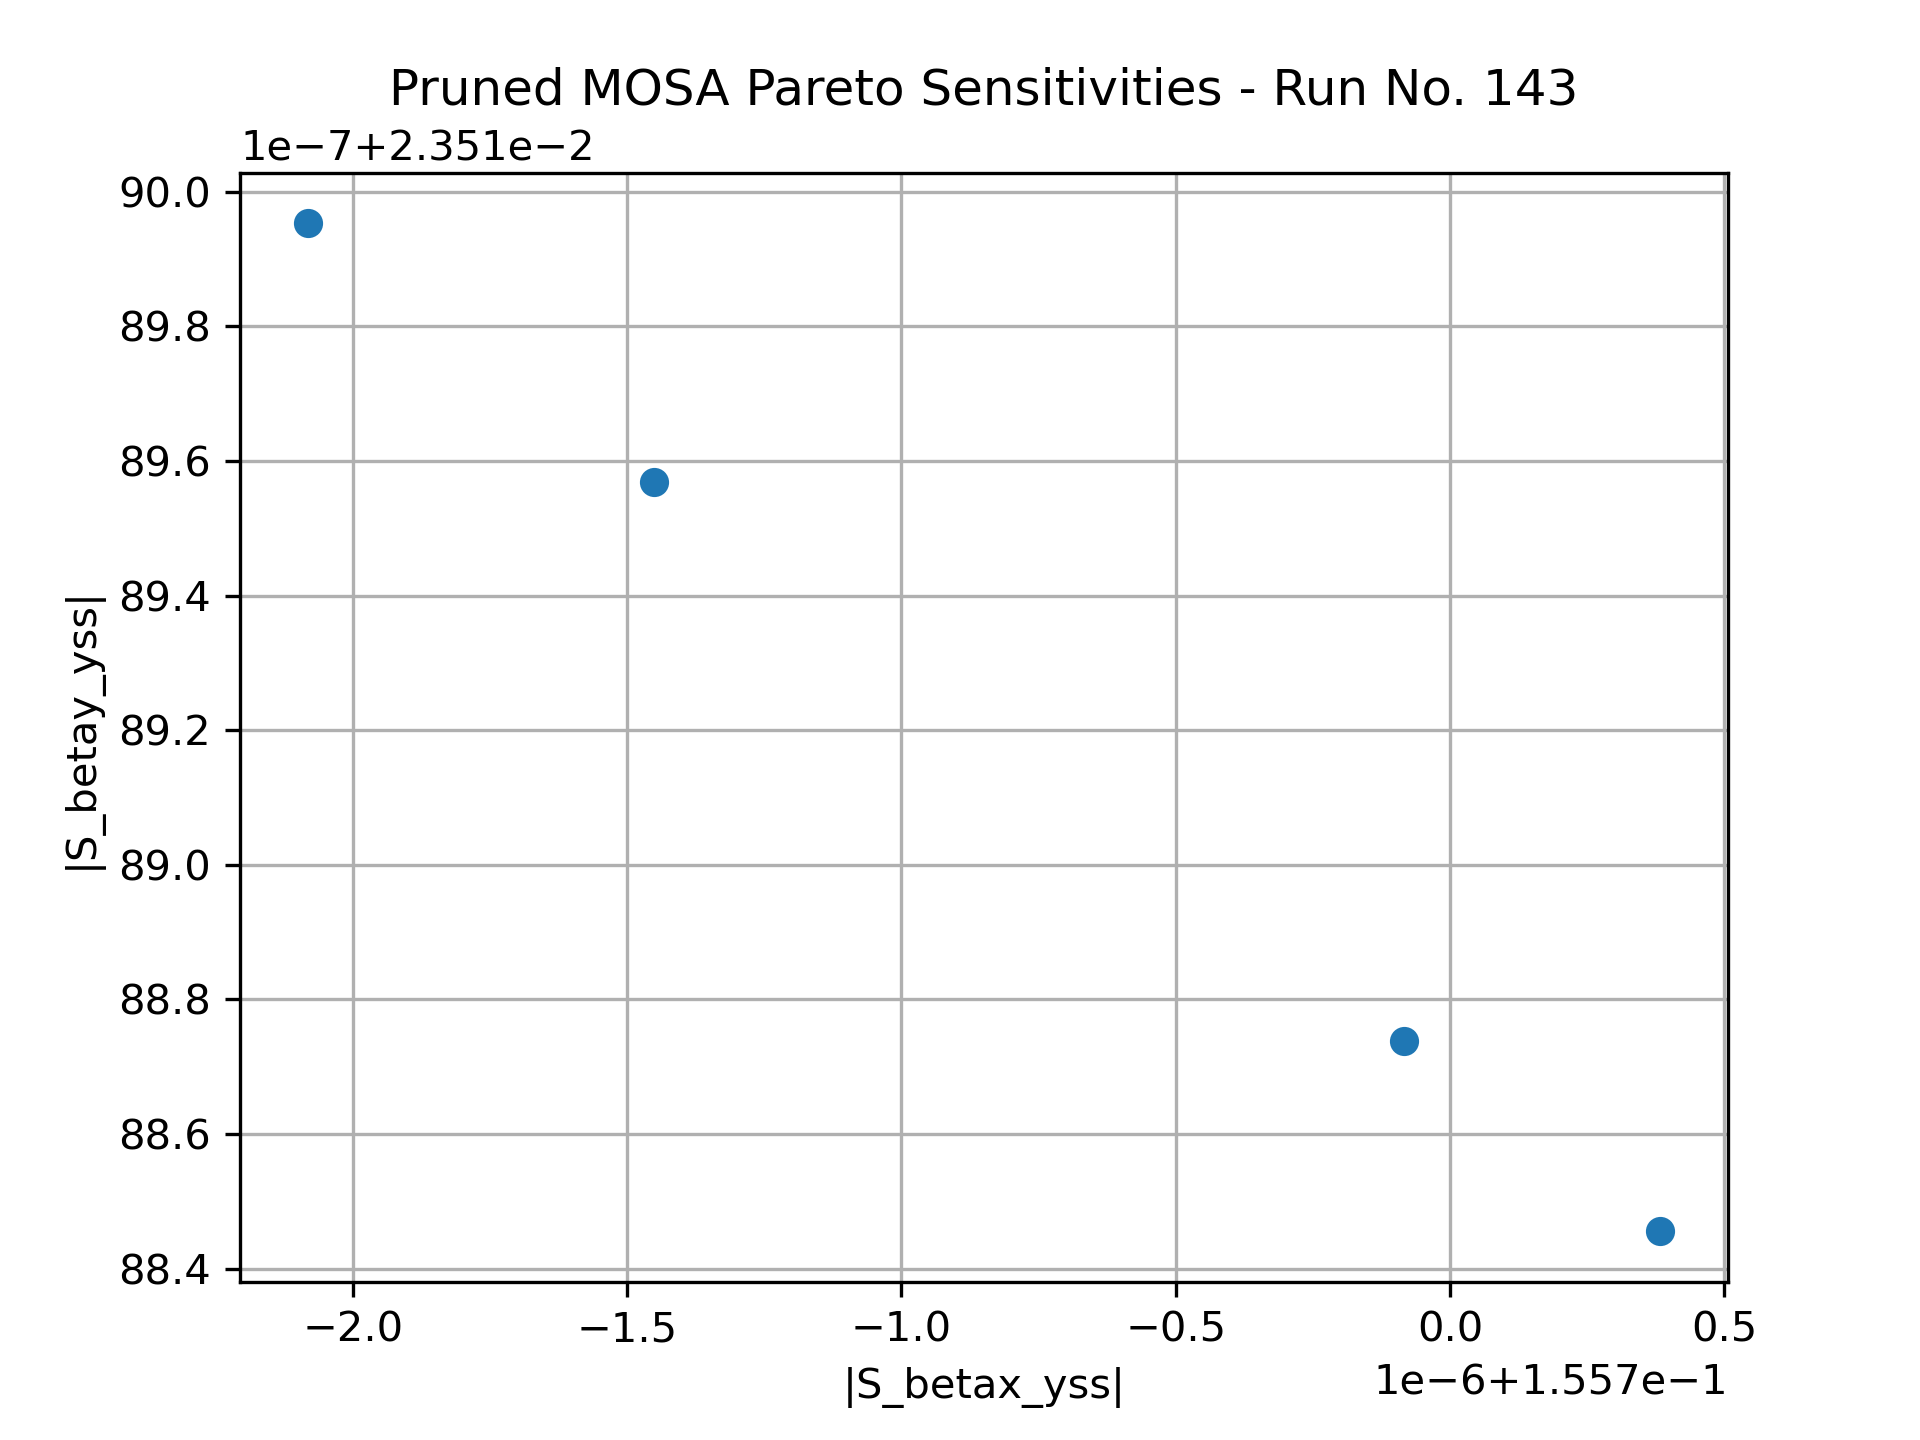 Pruned MOSA Pareto Sensitivities - Run No. 143
1e−7+2.351e−2
90.0
89.8
89.6
89.4
89.2
89.0
88.8
88.6
88.4
|S_betay_yss|
−2.0 −1.5 −1.0 −0.5 0.0 0.5
|S_betax_yss|
1e−6+1.557e−1